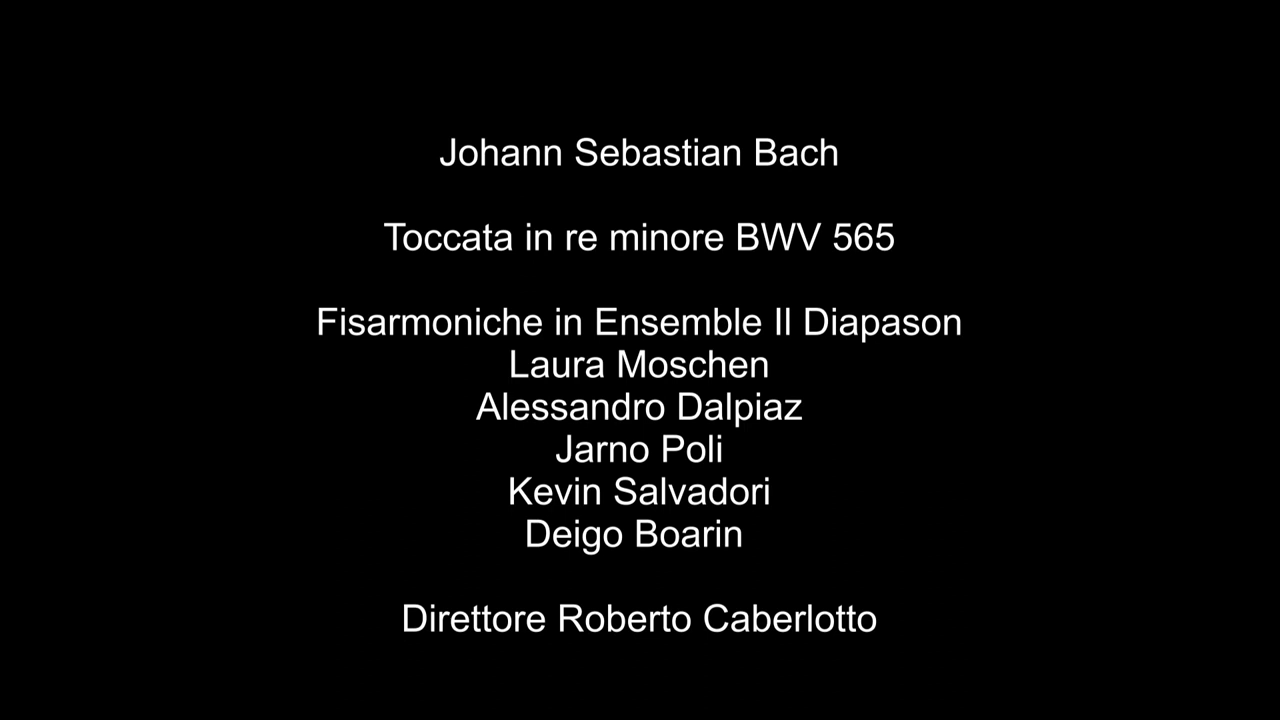 Johann Sebastian Bach
Toccata in re minore BWV 565
Fisarmoniche in Ensemble Il Diapason
Laura Moschen
Alessandro Dalpiaz
Jarno Poli
Kevin Salvadori
Deigo Boarin
Direttore Roberto Caberlotto